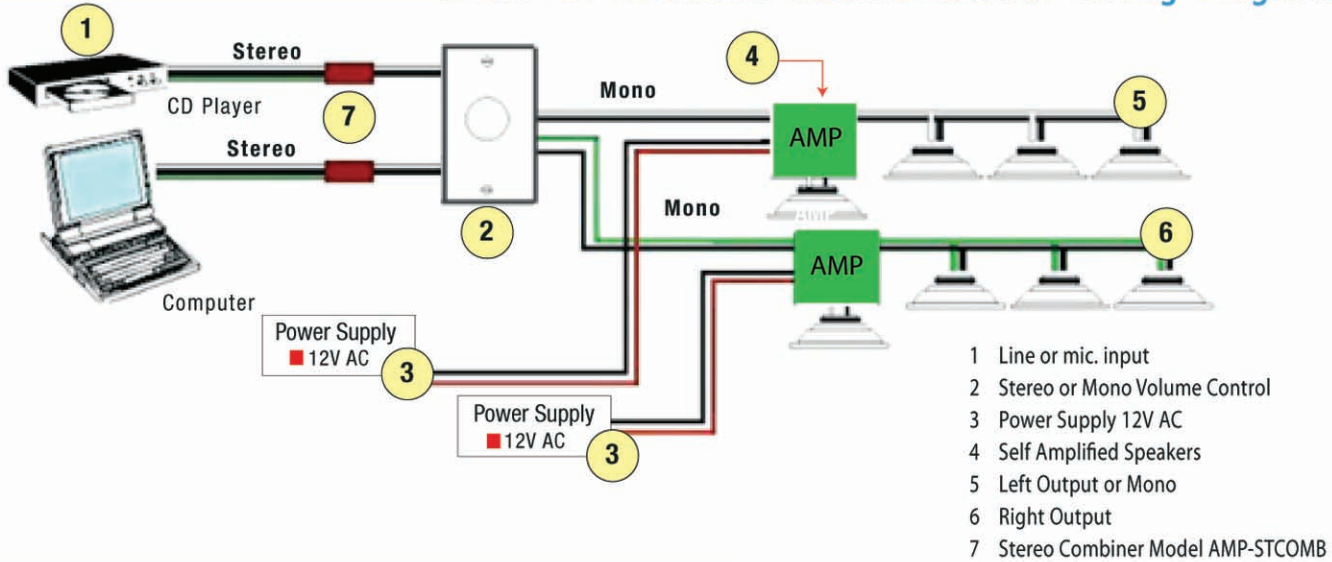 1
Stereo
CD Player
7
Stereo
Computer
2
Mono
Mono
4
AMP
5
AMP
AMP
6
Power Supply
12V AC
3
Power Supply
12V AC
3
1 Line or mic. input
2 Stereo or Mono Volume Control
3 Power Supply 12V AC
4 Self Amplified Speakers
5 Left Output or Mono
6 Right Output
7 Stereo Combiner Model AMP-STCOMB